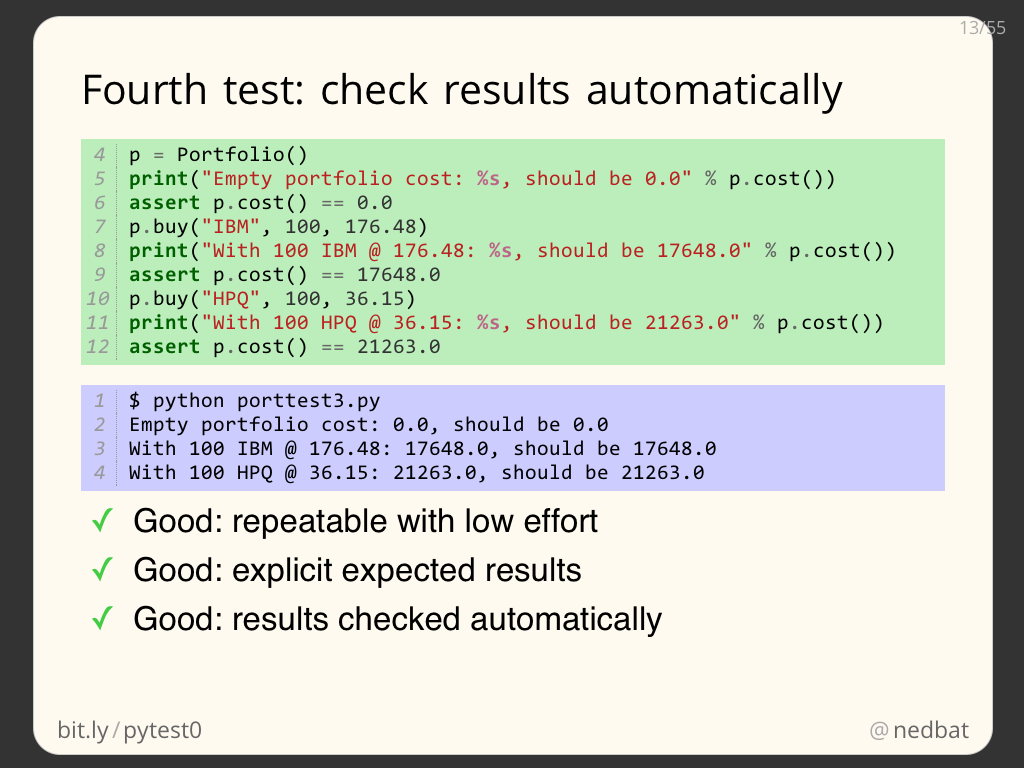 13/55
Fourth test: check results automatically
4 p = Portfolio()
5 print("Empty portfolio cost: %s, should be 0.0" % p.cost())
6 assert p.cost() == 0.0
7 p.buy("IBM", 100, 176.48)
8 print("With 100 IBM @ 176.48: %s, should be 17648.0" % p.cost())
9 assert p.cost() == 17648.0
10 p.buy("HPQ", 100, 36.15)
11 print("With 100 HPQ @ 36.15: %s, should be 21263.0" % p.cost())
12 assert p.cost() == 21263.0
1 $ python porttest3.py
2 Empty portfolio cost: 0.0, should be 0.0
3 With 100 IBM @ 176.48: 17648.0, should be 17648.0
4 With 100 HPQ @ 36.15: 21263.0, should be 21263.0
✓ Good: repeatable with low effort
✓ Good: explicit expected results
✓ Good: results checked automatically
bit.ly/pytest0
@nedbat